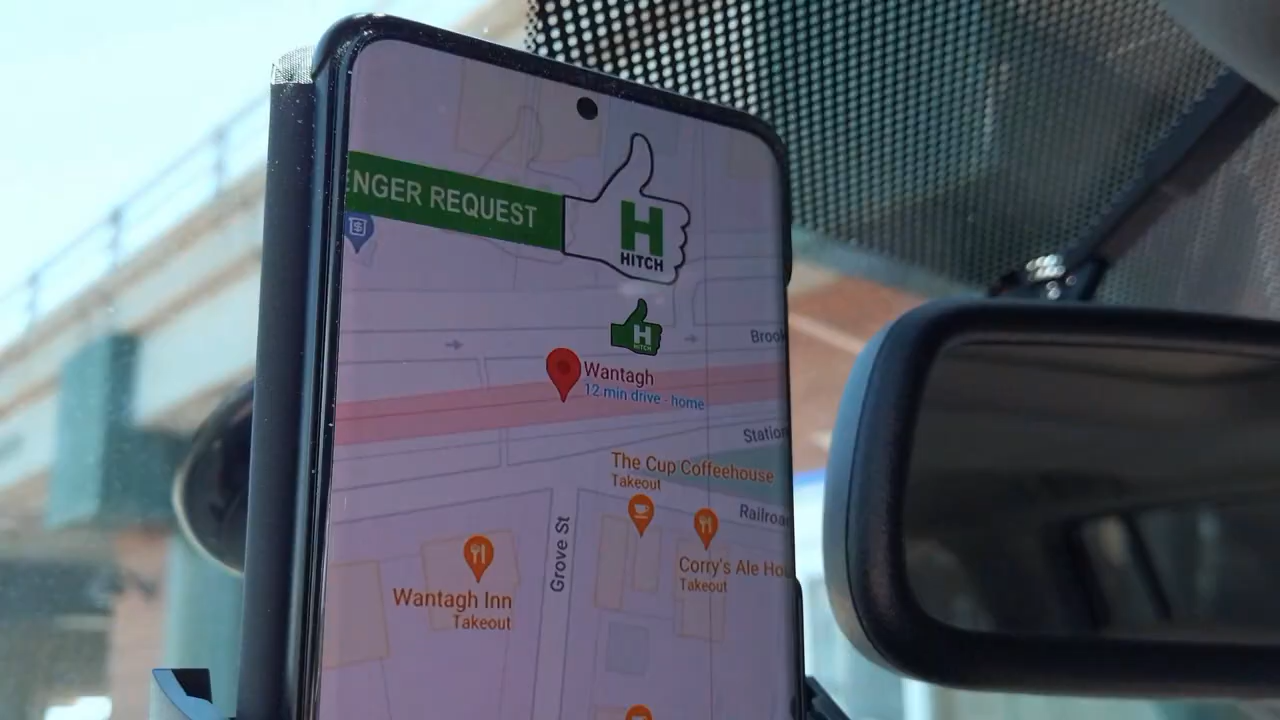 ENGER REQUEST
H
HITCH
H
HITCH
Brook
Wantagh
12 min drive - home
Station
The Cup Coffeehouse
Takeout
Railroa
Grove St
Corry's Ale Ho
Takeout
Wantagh Inn
Takeout